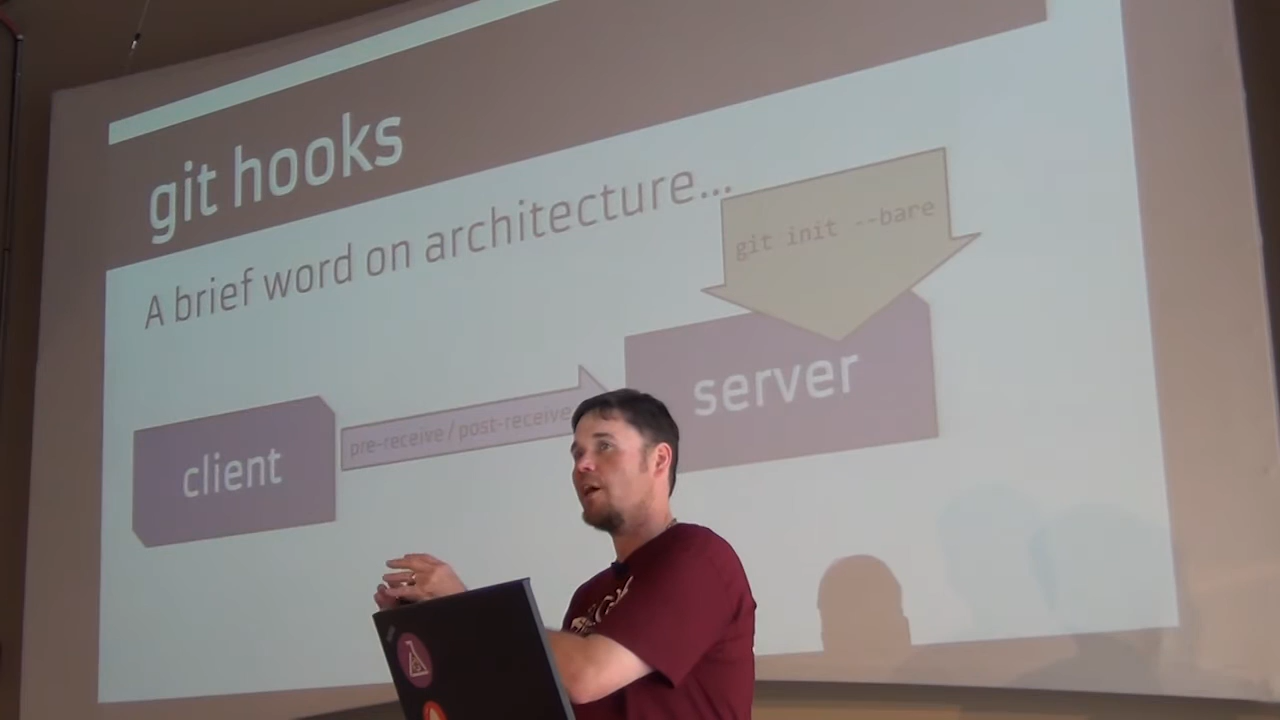 git hooks
A brief word on architecture...
git init --bare
server
pre-receive / post-receive
client